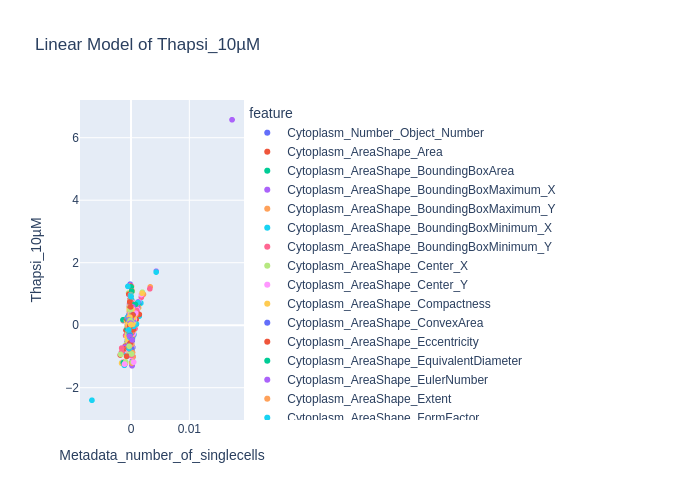 Linear Model of Thapsi_10µM
feature
Cytoplasm_Number_Object_Number
Cytoplasm_AreaShape_Area
Cytoplasm_AreaShape_BoundingBoxArea
Cytoplasm_AreaShape_BoundingBoxMaximum_X
Cytoplasm_AreaShape_BoundingBoxMaximum_Y
Cytoplasm_AreaShape_BoundingBoxMinimum_X
Cytoplasm_AreaShape_BoundingBoxMinimum_Y
Cytoplasm_AreaShape_Center_X
Cytoplasm_AreaShape_Center_Y
Cytoplasm_AreaShape_Compactness
Cytoplasm_AreaShape_ConvexArea
Cytoplasm_AreaShape_Eccentricity
Cytoplasm_AreaShape_EquivalentDiameter
Cytoplasm_AreaShape_EulerNumber
Cytoplasm_AreaShape_Extent
Cytoplasm_AreaShape_FormFactor
6
4
2
0
−2
Thapsi_10µM
0 0.01
Metadata_number_of_singlecells